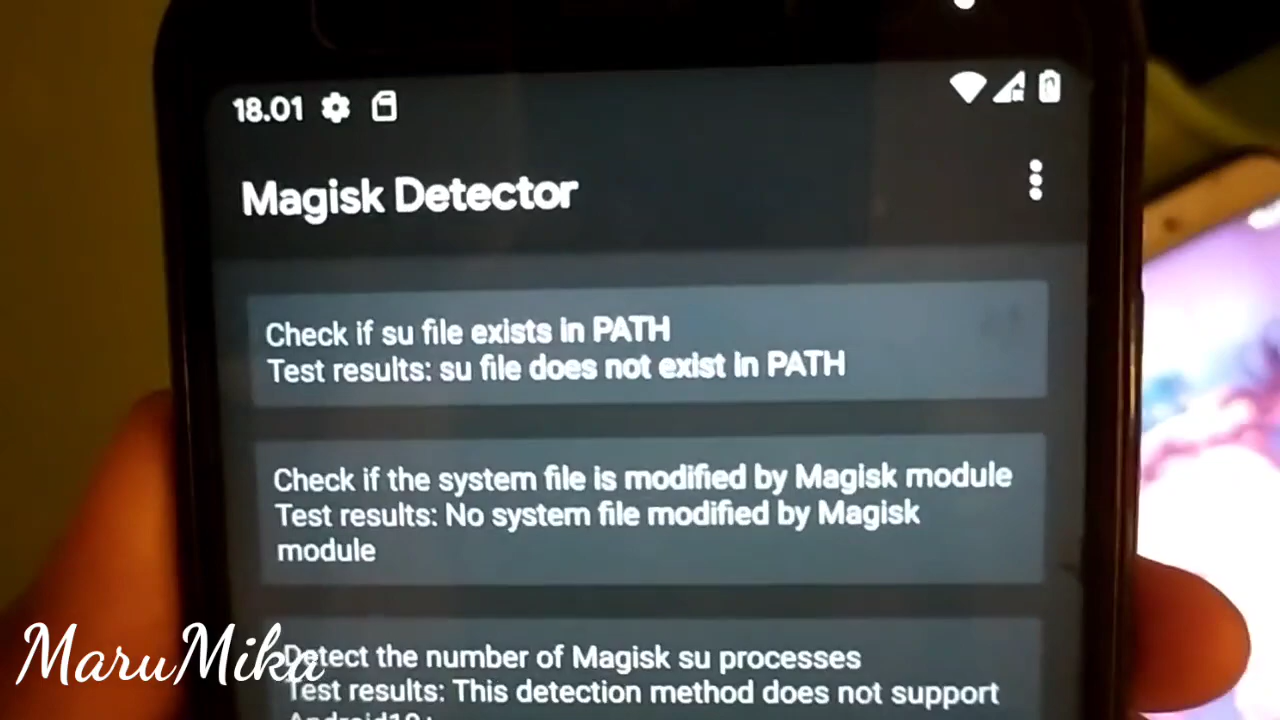 18.01
Magisk Detector
Check if su file exists in PATH
Test results: su file does not exist in PATH
Check if the system file is modified by Magisk module
Test results: No system file modified by Magisk
module
Detect the number of Magisk su processes
Test results: This detection method does not support
Android10+
MaruMika